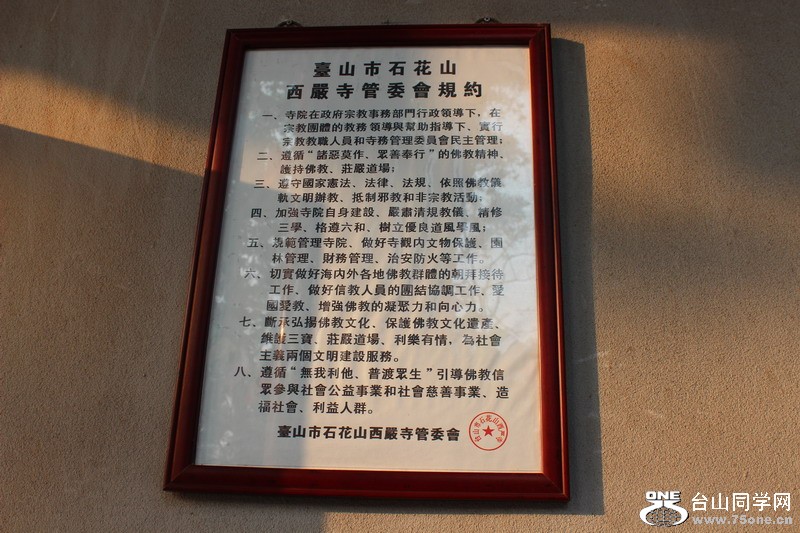 臺山市石花山
西嚴寺管委會規約
一、寺院在政府宗教事務部門行政領導下，在
宗教團體的教務領導與幫助指導下、實行
宗教教職人員和寺務管理委員會民主管理；
二、遵循“諸惡莫作、眾善奉行”的佛教精神、
護持佛教、莊嚴道場；
三、遵守國家憲法、法律、法規、依照佛教儀
軌文明辦教、抵制邪教和非宗教活動；
四、加強寺院自身建設、嚴肅清規教儀、精修
三學、格遵六和、樹立優良道風學風；
五、規範管理寺院、做好寺觀内文物保護、園
林管理、財務管理、治安防火等工作。
六、切實做好海内外各地佛教群體的朝拜接待
工作、做好信教人員的團結協調工作、愛
國愛教、增強佛教的凝聚力和向心力。
七、斷承弘揚佛教文化、保護佛教文化遺產、
維護三寶、莊嚴道場、利樂有情，為社會
主義兩個文明建設服務。
八、遵循“無我利他、普渡眾生”引導佛教信
眾參與社會公益事業和社會慈善事業、造
福社會、利益人群。
臺山市石花山西嚴寺管委會
ONE
台山同学网
www.75one.cn